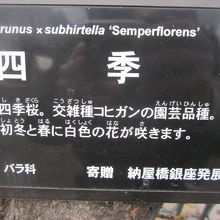 runus × subhirtella 'Semperflorens'
四季
四季桜。交雑種コヒガンの園芸品種。
初冬と春に白色の花が咲きます。
バラ科 寄贈 納屋橋銀座発展